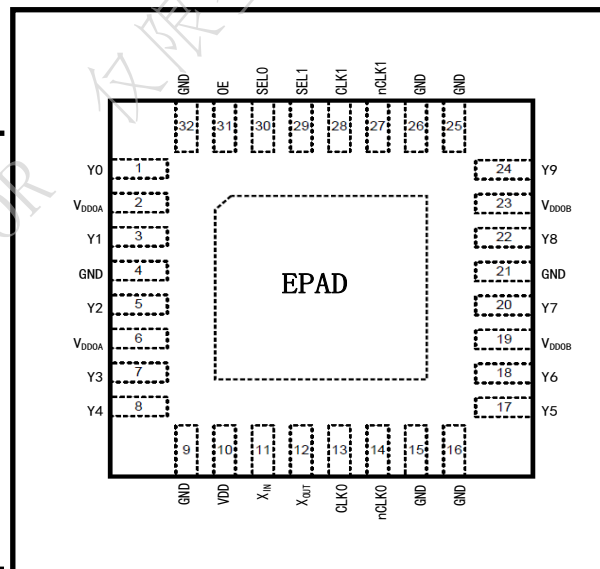 GND OE SEL0 SEL1 CLK1 nCLK1 GND GND
32 31 30 29 28 27 26 25
Y0 1 24 Y9
VDDOA 2 23 VDDOB
Y1 3 22 Y8
GND 4 21 GND
EPAD
Y2 5 20 Y7
VDDOA 6 19 VDDOB
Y3 7 18 Y6
Y4 8 17 Y5
9 10 11 12 13 14 15 16
GND VDD XIN XOUT CLK0 nCLK0 GND GND
仅限
OR